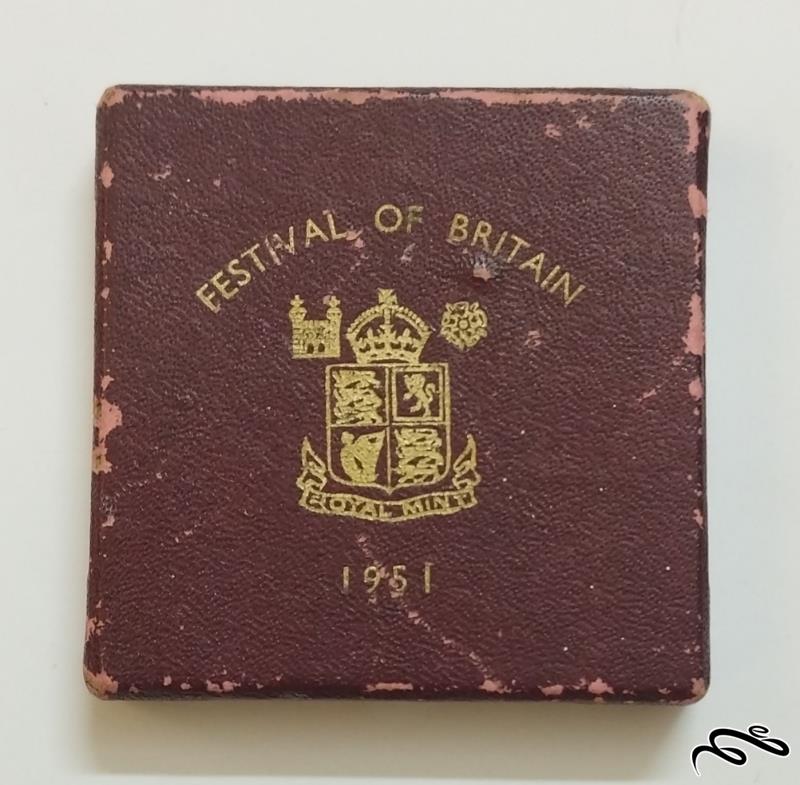 FESTIVAL OF BRITAIN
ROYAL MINT
1951